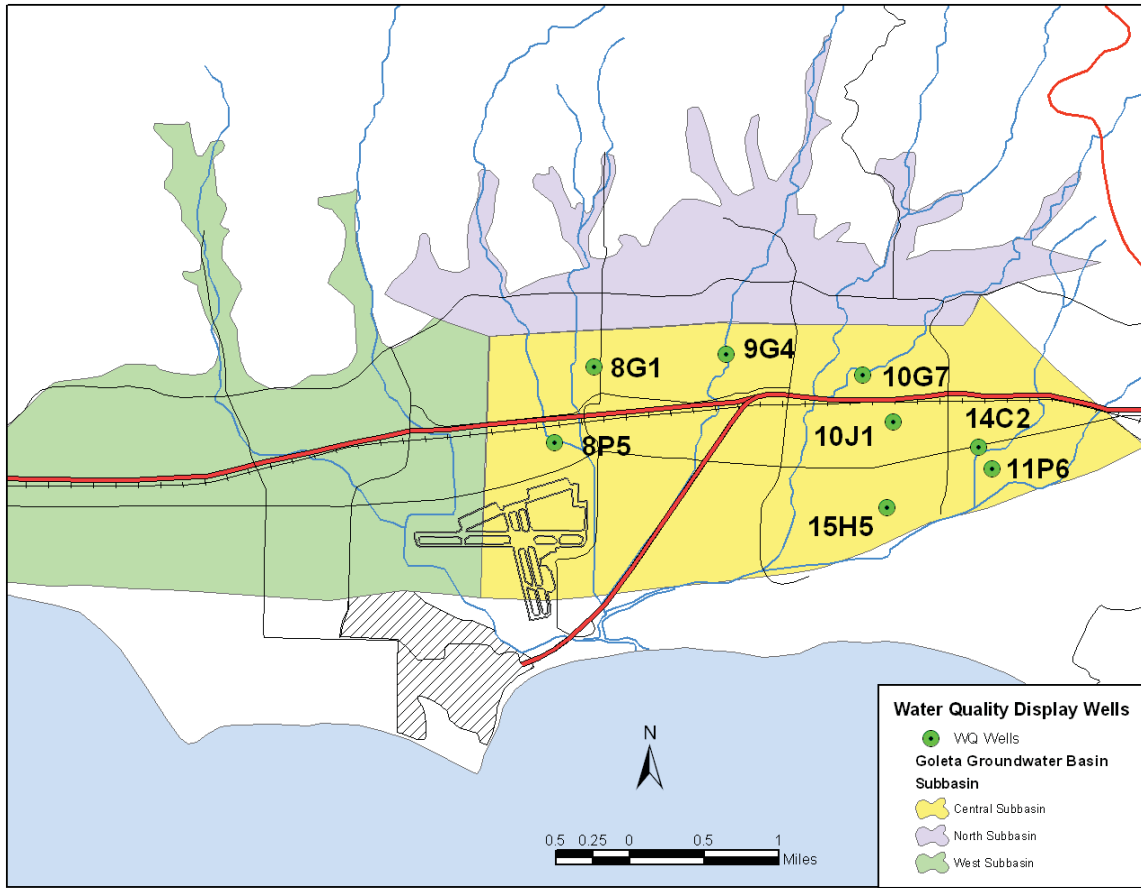 9G4
8G1
10G7
14C2
10J1
8P5
11P6
15H5
Water Quality Display Wells
WQ Wells
Goleta Groundwater Basin
Subbasin
Central Subbasin
North Subbasin
West Subbasin
N
0.5 0.25 0 0.5 1
Miles